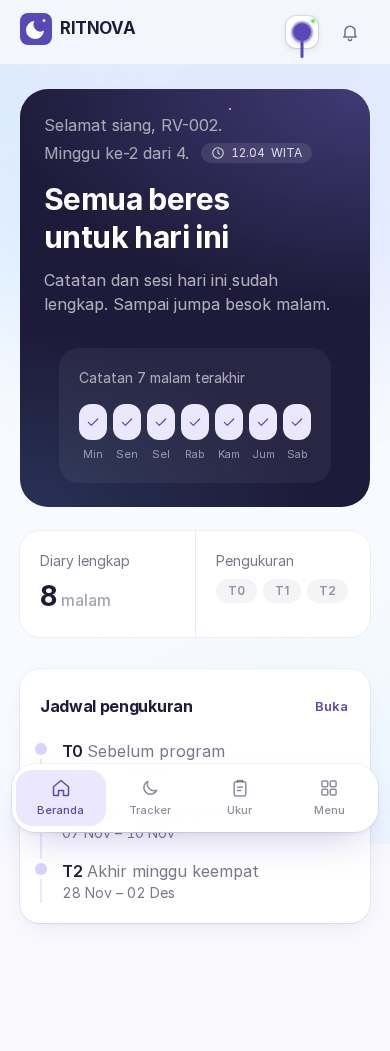 RITNOVA
Selamat siang, RV-002.
Minggu ke-2 dari 4.
12.04 WITA
Semua beres
untuk hari ini
Catatan dan sesi hari ini sudah
lengkap. Sampai jumpa besok malam.
Catatan 7 malam terakhir
Min Sen Sel Rab Kam Jum Sab
Diary lengkap
8 malam
Pengukuran
T0 T1 T2
Jadwal pengukuran
Buka
T0 Sebelum program
07 Nov – 10 Nov
T2 Akhir minggu keempat
28 Nov – 02 Des
Beranda Tracker Ukur Menu